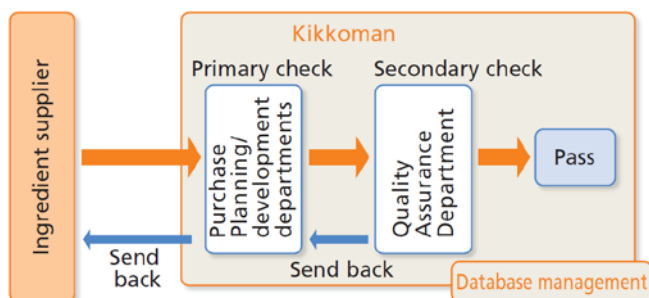 Kikkoman
Primary check
Secondary check
Ingredient supplier
Purchase
Planning/
development
departments
Quality
Assurance
Department
Pass
Send
back
Send back
Database management